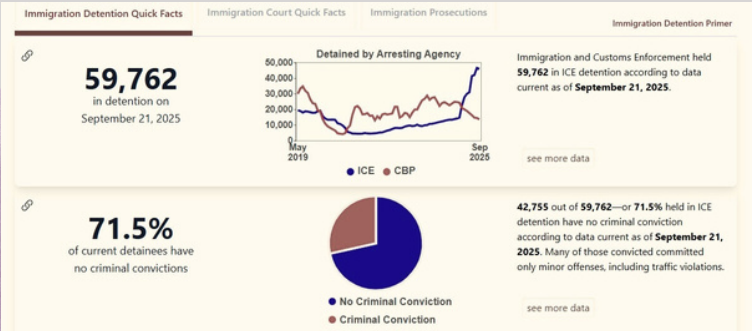 Immigration Detention Quick Facts
Immigration Court Quick Facts
Immigration Prosecutions
Immigration Detention Primer
59,762
in detention on
September 21, 2025
Detained by Arresting Agency
50,000
40,000
30,000
20,000
10,000
0
May
2019
Sep
2025
ICE
CBP
Immigration and Customs Enforcement held
59,762 in ICE detention according to data
current as of September 21, 2025.
see more data
71.5%
of current detainees have
no criminal convictions
No Criminal Conviction
Criminal Conviction
42,755 out of 59,762—or 71.5% held in ICE
detention have no criminal conviction
according to data current as of September 21,
2025. Many of those convicted committed
only minor offenses, including traffic violations.
see more data